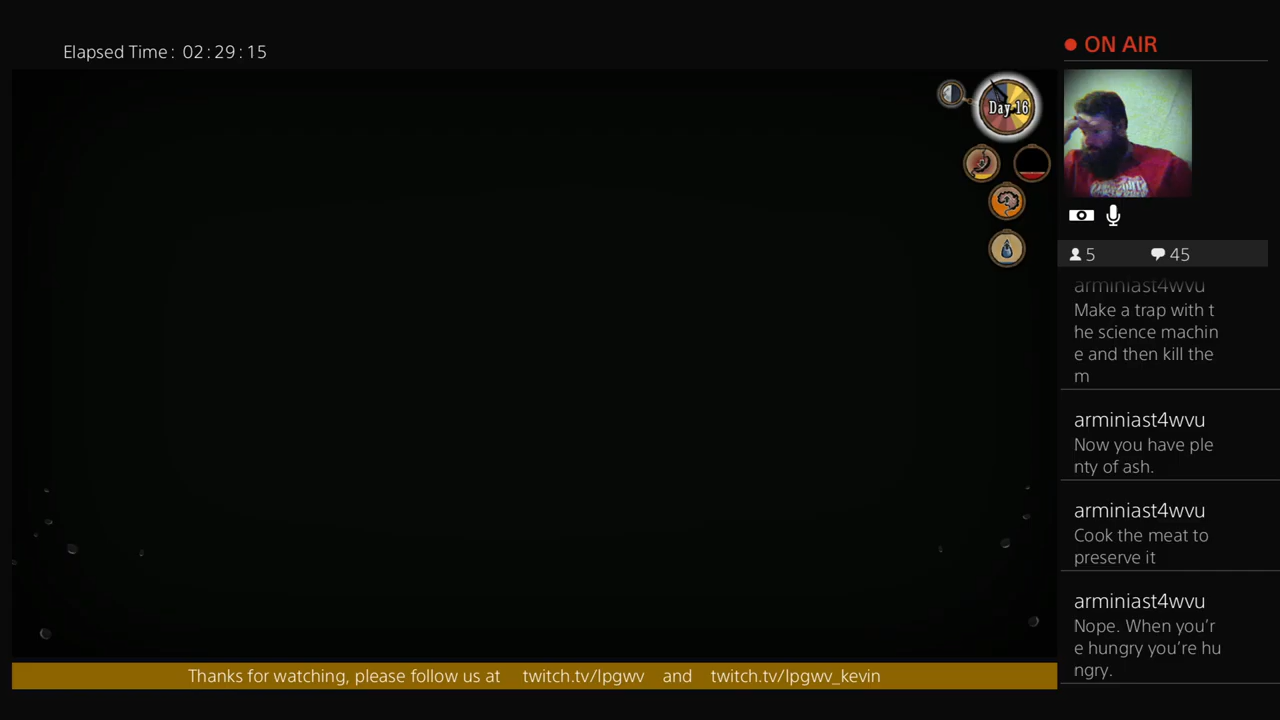 Elapsed Time: 02:29:15
ON AIR
Day 16
5 45
arminiast4wvu
Make a trap with t
he science machin
e and then kill the
m
arminiast4wvu
Now you have ple
nty of ash.
arminiast4wvu
Cook the meat to
preserve it
arminiast4wvu
Nope. When you’r
e hungry you’re hu
ngry.
Thanks for watching, please follow us at twitch.tv/lpgwv and twitch.tv/lpgwv_kevin